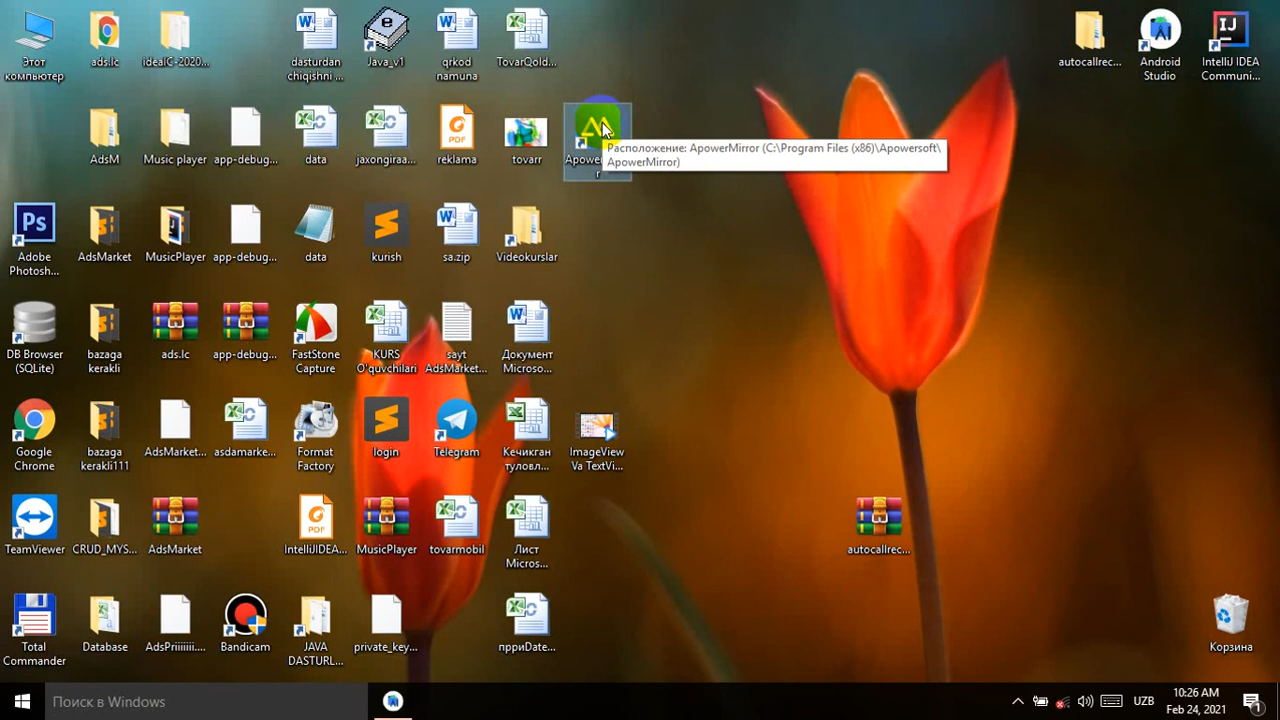 Этот
компьютер
ads.lc
idealC-2020...
dasturdan
chiqishni ...
Java_v1
qrkod
namuna
TovarQold...
autocallrec...
Android
Studio
IntelliJ IDEA
Communi...
AdsM
Music player
app-debug...
data
jaxongiraa...
reklama
tovarr
Apower
r
Расположение: ApowerMirror (C:\Program Files (x86)\Apowersoft\
ApowerMirror)
Adobe
Photosh...
AdsMarket
MusicPlayer
app-debug...
data
kurish
sa.zip
Videokurslar
DB Browser
(SQLite)
bazaga
kerakli
ads.lc
app-debug...
FastStone
Capture
KURS
O'quvchilari
sayt
AdsMarket...
Документ
Microso...
Google
Chrome
bazaga
kerakli111
AdsMarket...
asdamarke...
Format
Factory
login
Telegram
Кечиккан
туловл...
ImageView
Va TextVi...
TeamViewer
CRUD_MYS...
AdsMarket
IntelliJIDEA...
MusicPlayer
tovarmobil
Лист
Micros...
autocallrec...
Total
Commander
Database
AdsPriiiiiii....
Bandicam
JAVA
DASTURL...
private_key...
ппрuDate...
Корзина
Поиск в Windows
UZB
10:26 AM
Feb 24, 2021
1